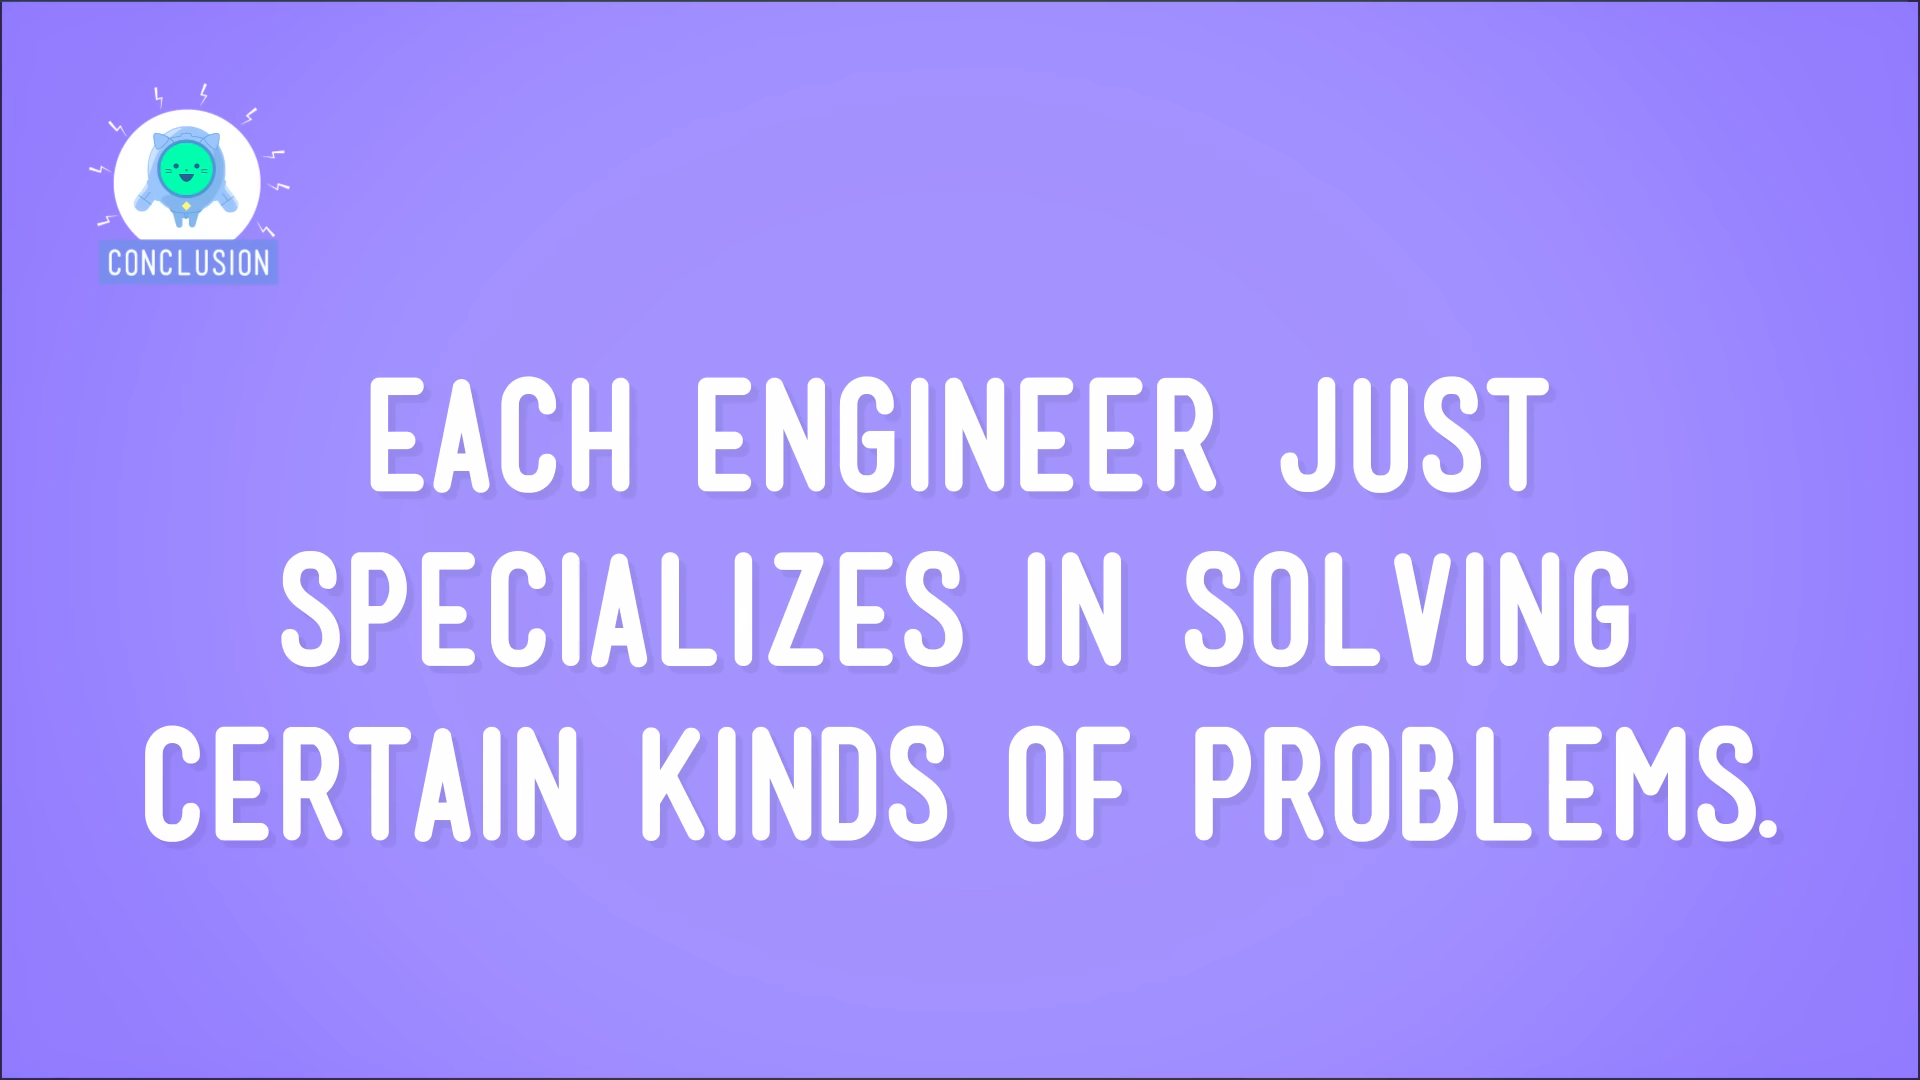 CONCLUSION
EACH ENGINEER JUST
SPECIALIZES IN SOLVING
CERTAIN KINDS OF PROBLEMS.